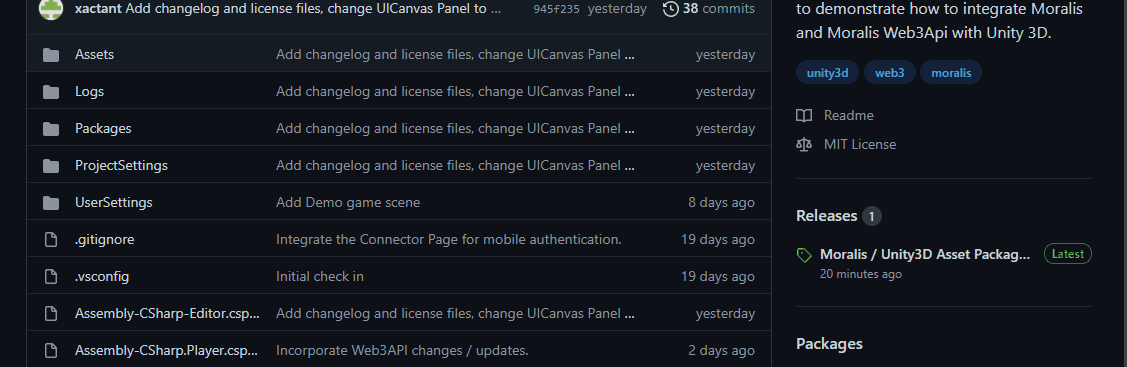 xactant Add changelog and license files, change UICanvas Panel to ... 945f235 yesterday 38 commits
Assets Add changelog and license files, change UICanvas Panel ... yesterday
Logs Add changelog and license files, change UICanvas Panel ... yesterday
Packages Add changelog and license files, change UICanvas Panel ... yesterday
ProjectSettings Add changelog and license files, change UICanvas Panel ... yesterday
UserSettings Add Demo game scene 8 days ago
.gitignore Integrate the Connector Page for mobile authentication. 19 days ago
.vsconfig Initial check in 19 days ago
Assembly-CSharp-Editor.csp... Add changelog and license files, change UICanvas Panel ... yesterday
Assembly-CSharp.Player.csp... Incorporate Web3API changes / updates. 2 days ago
to demonstrate how to integrate Moralis
and Moralis Web3Api with Unity 3D.
unity3d web3 moralis
Readme
MIT License
Releases 1
Moralis / Unity3D Asset Packag... Latest
20 minutes ago
Packages